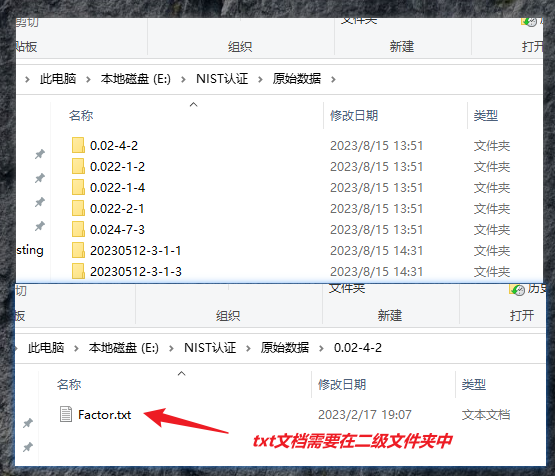 剪切
文件夹
贴板
组织
新建
打开
此电脑 › 本地磁盘 (E:) › NIST认证 › 原始数据 ›
名称 修改日期 类型
0.02-4-2 2023/8/15 13:51 文件夹
0.022-1-2 2023/8/15 13:51 文件夹
0.022-1-4 2023/8/15 13:51 文件夹
0.022-2-1 2023/8/15 13:51 文件夹
0.024-7-3 2023/8/15 13:51 文件夹
sting 20230512-3-1-1 2023/8/15 14:31 文件夹
20230512-3-1-3 2023/8/15 14:31 文件夹
切 文件夹 历史
板 组织 新建 打开
此电脑 › 本地磁盘 (E:) › NIST认证 › 原始数据 › 0.02-4-2
名称 修改日期 类型
Factor.txt 2023/2/17 19:07 文本文档
txt文档需要在二级文件夹中